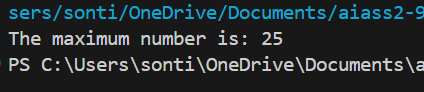 sers/sonti/OneDrive/Documents/aiass2-9
The maximum number is: 25
PS C:\Users\sonti\OneDrive\Documents\a